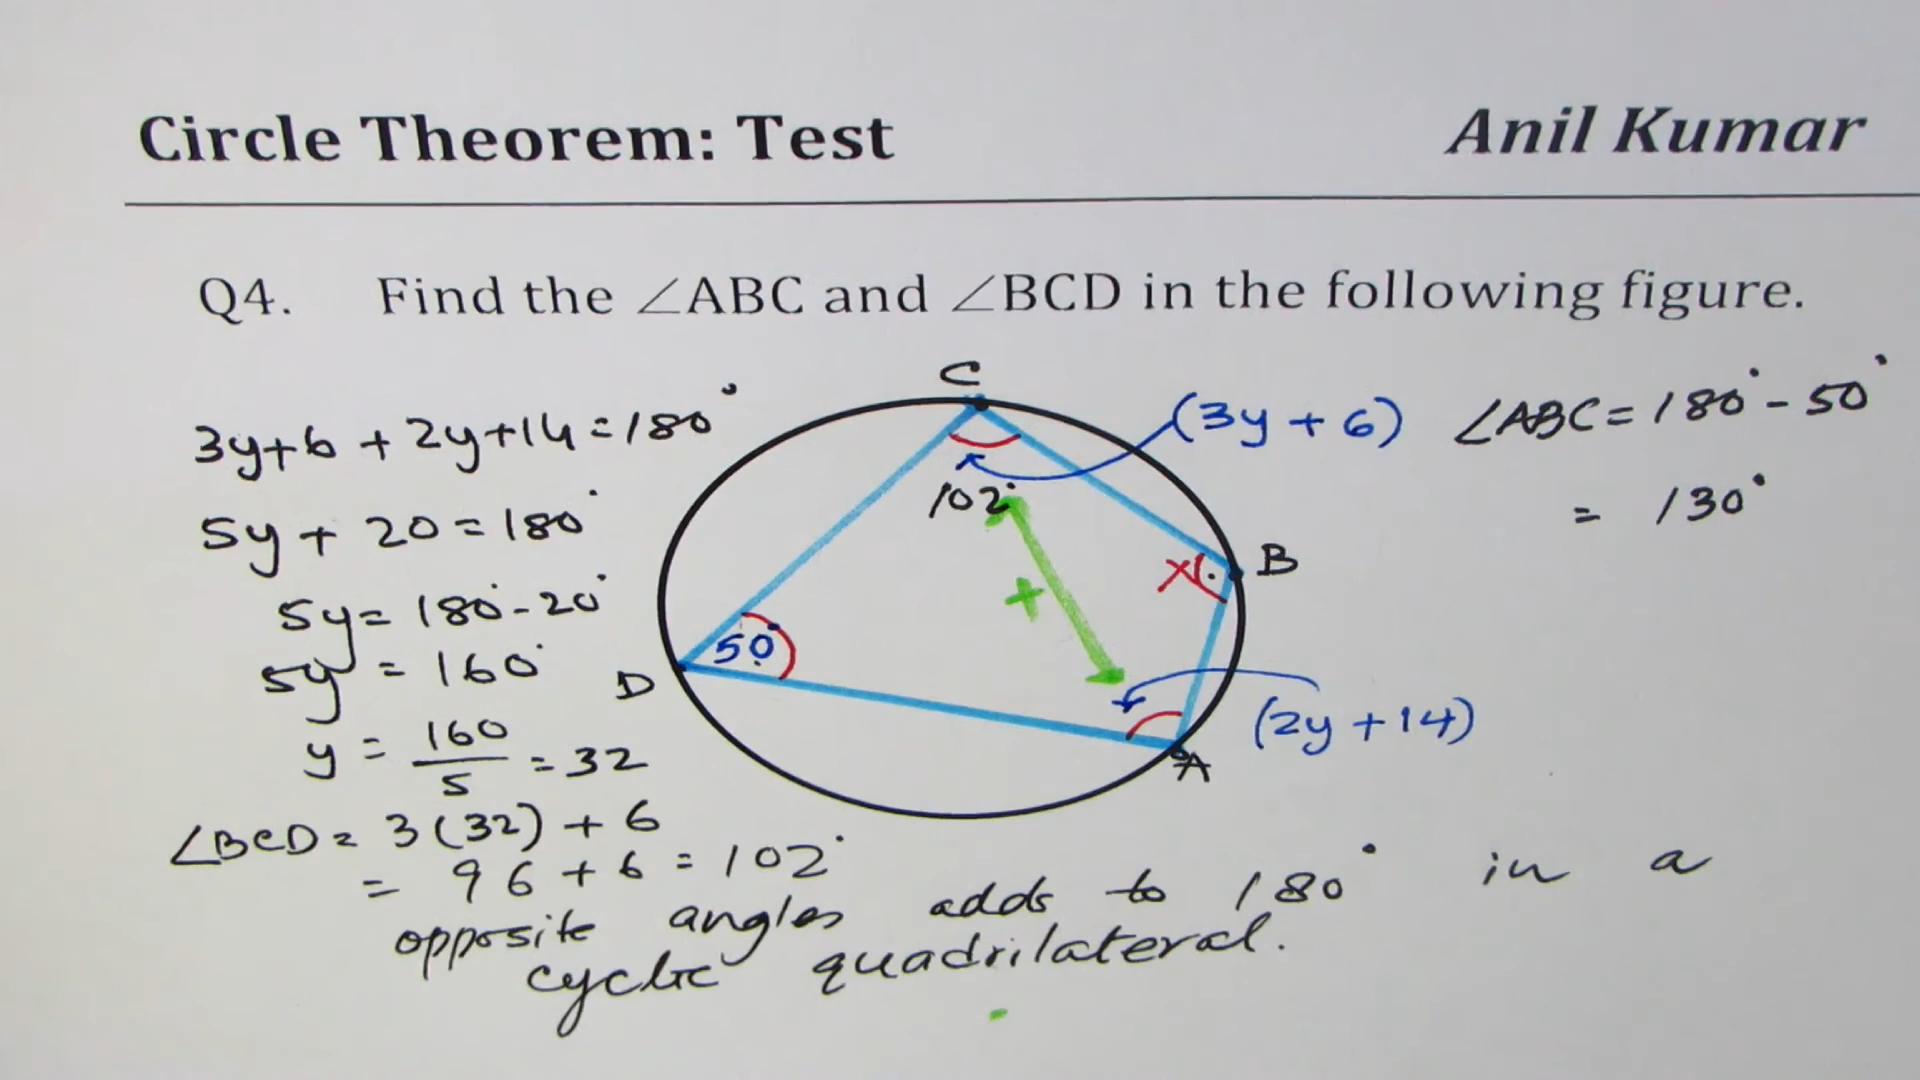 Circle Theorem: Test
Anil Kumar
Q4. Find the ∠ABC and ∠BCD in the following figure.
3y+6 + 2y+14 = 180°
5y + 20 = 180°
5y = 180° - 20°
5y = 160°
y = 160/5 = 32
∠BCD = 3(32) + 6
= 96 + 6 = 102°
opposite angles adds to 180° in a
cyclic quadrilateral.
C
(3y + 6)
102°
+
x
B
50°
D
(2y + 14)
A
∠ABC = 180° - 50°
= 130°